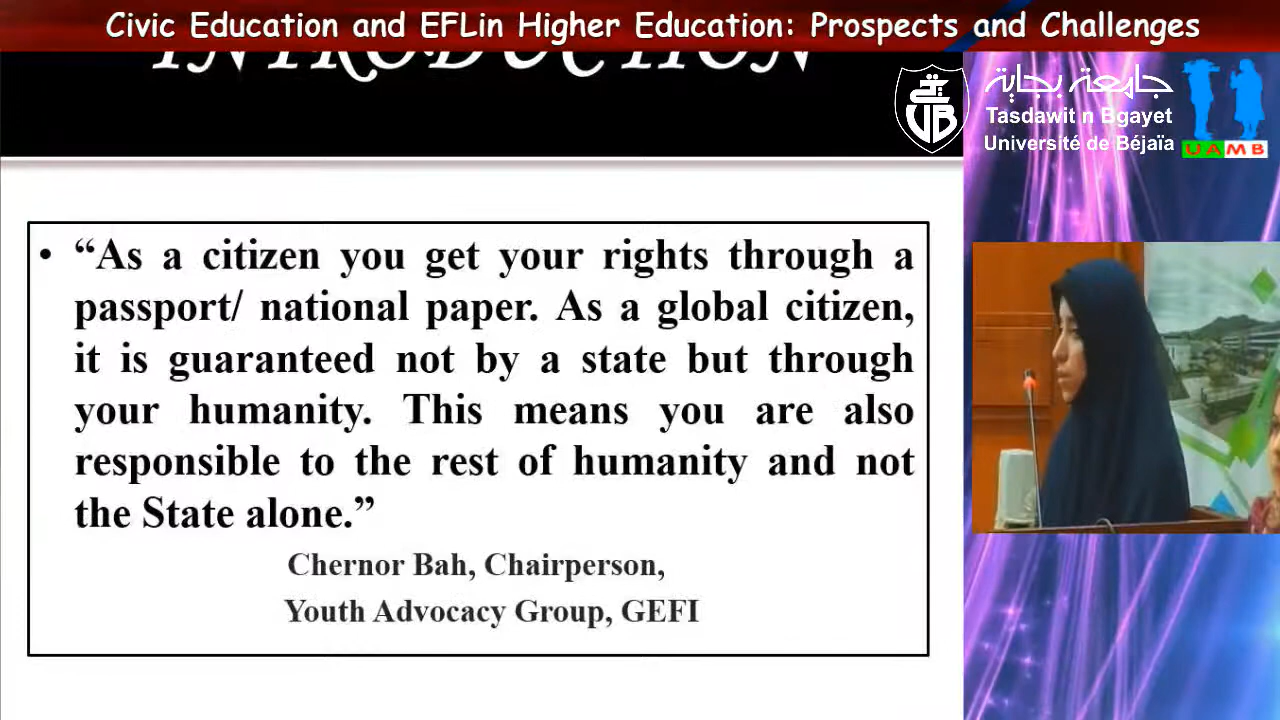 Civic Education and EFLin Higher Education: Prospects and Challenges
INTRODUCTION
جامعة بجاية
Tasdawit n Bgayet
Université de Béjaïa
UB
UAMB
• “As a citizen you get your rights through a
passport/ national paper. As a global citizen,
it is guaranteed not by a state but through
your humanity. This means you are also
responsible to the rest of humanity and not
the State alone.”
Chernor Bah, Chairperson,
Youth Advocacy Group, GEFI